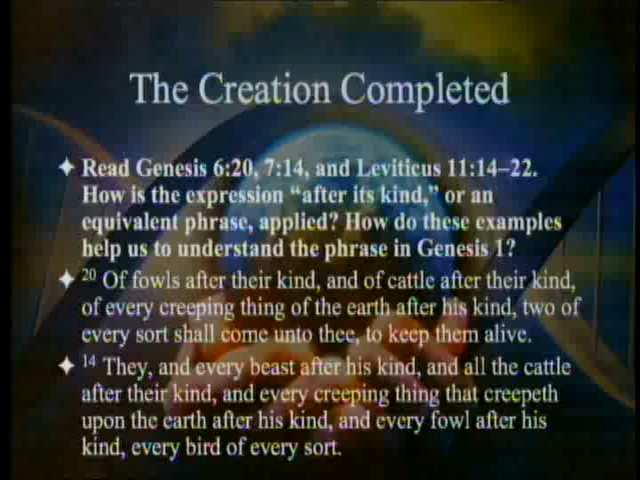 The Creation Completed
✦ Read Genesis 6:20, 7:14, and Leviticus 11:14–22.
How is the expression “after its kind,” or an
equivalent phrase, applied? How do these examples
help us to understand the phrase in Genesis 1?
✦ 20 Of fowls after their kind, and of cattle after their kind,
of every creeping thing of the earth after his kind, two of
every sort shall come unto thee, to keep them alive.
✦ 14 They, and every beast after his kind, and all the cattle
after their kind, and every creeping thing that creepeth
upon the earth after his kind, and every fowl after his
kind, every bird of every sort.